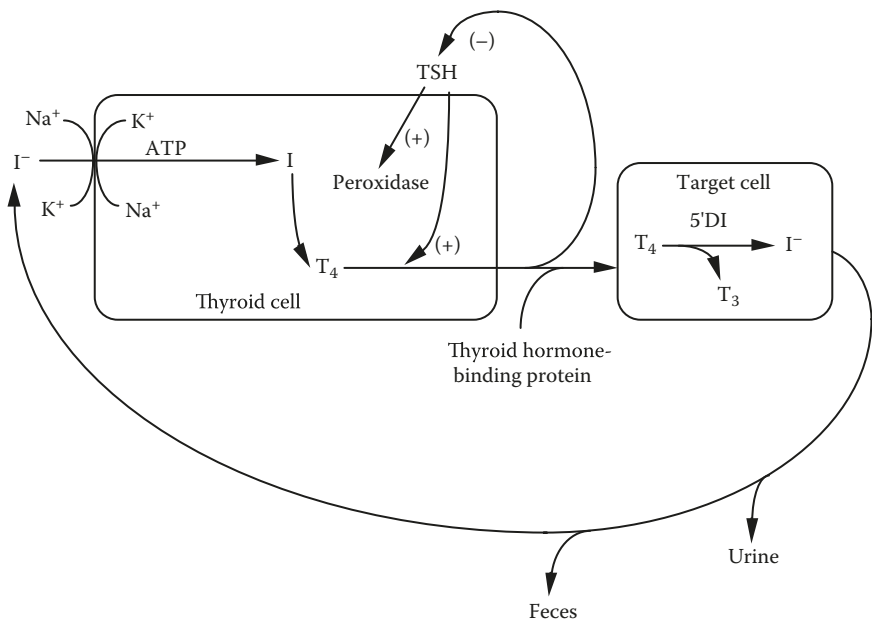 (–)
TSH
Na⁺
K⁺
(+)
ATP
I⁻
I
Peroxidase
Target cell
K⁺
Na⁺
5'DI
(+)
T₄
I⁻
T₄
Thyroid cell
T₃
Thyroid hormone-
binding protein
Urine
Feces